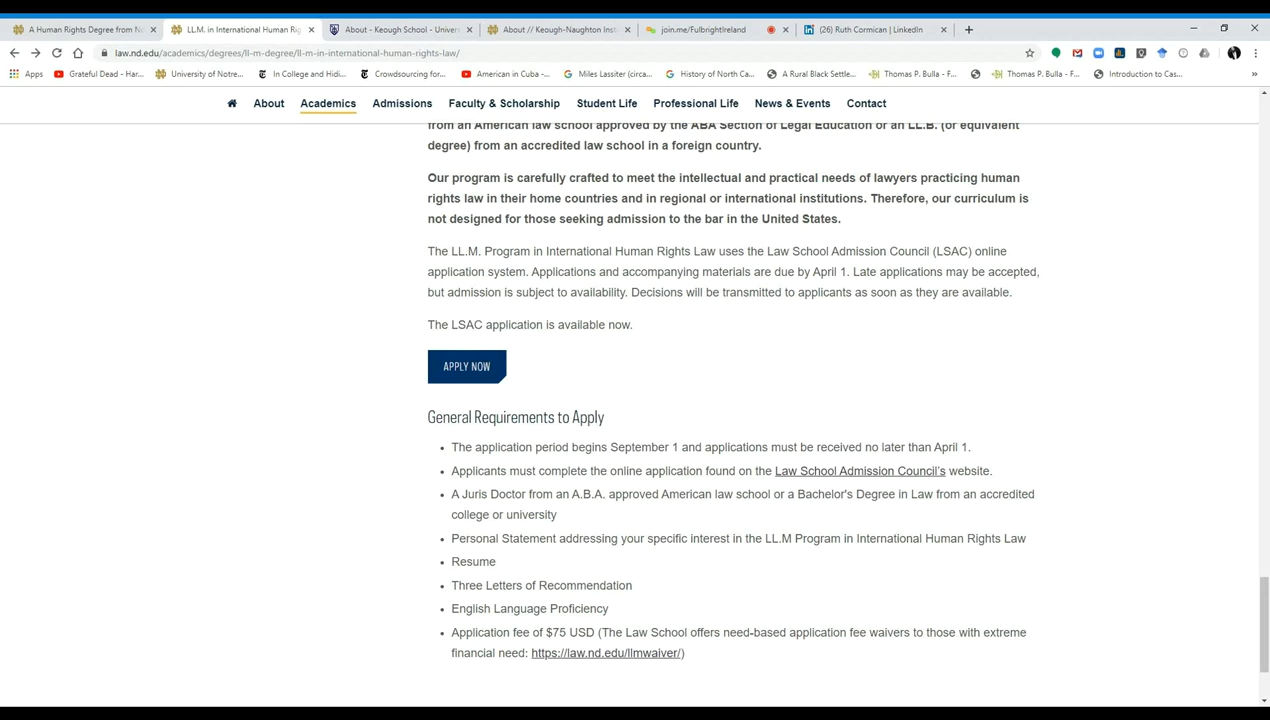 A Human Rights Degree from No
LL.M. in International Human Rig
About - Keough School - Univers
About // Keough-Naughton Inst
join.me/FulbrightIreland
(26) Ruth Cormican | LinkedIn
law.nd.edu/academics/degrees/ll-m-degree/ll-m-in-international-human-rights-law/
Apps
Grateful Dead - Har...
University of Notre...
In College and Hidi...
Crowdsourcing for...
American in Cuba -...
Miles Lassiter (circa...
History of North Ca...
A Rural Black Settle...
Thomas P. Bulla - F...
Thomas P. Bulla - F...
Introduction to Cas...
About
Academics
Admissions
Faculty & Scholarship
Student Life
Professional Life
News & Events
Contact
from an American law school approved by the ABA Section of Legal Education or an LL.B. (or equivalent
degree) from an accredited law school in a foreign country.
Our program is carefully crafted to meet the intellectual and practical needs of lawyers practicing human
rights law in their home countries and in regional or international institutions. Therefore, our curriculum is
not designed for those seeking admission to the bar in the United States.
The LL.M. Program in International Human Rights Law uses the Law School Admission Council (LSAC) online
application system. Applications and accompanying materials are due by April 1. Late applications may be accepted,
but admission is subject to availability. Decisions will be transmitted to applicants as soon as they are available.
The LSAC application is available now.
APPLY NOW
General Requirements to Apply
The application period begins September 1 and applications must be received no later than April 1.
Applicants must complete the online application found on the Law School Admission Council's website.
A Juris Doctor from an A.B.A. approved American law school or a Bachelor's Degree in Law from an accredited
college or university
Personal Statement addressing your specific interest in the LL.M Program in International Human Rights Law
Resume
Three Letters of Recommendation
English Language Proficiency
Application fee of $75 USD (The Law School offers need-based application fee waivers to those with extreme
financial need: https://law.nd.edu/llmwaiver/)